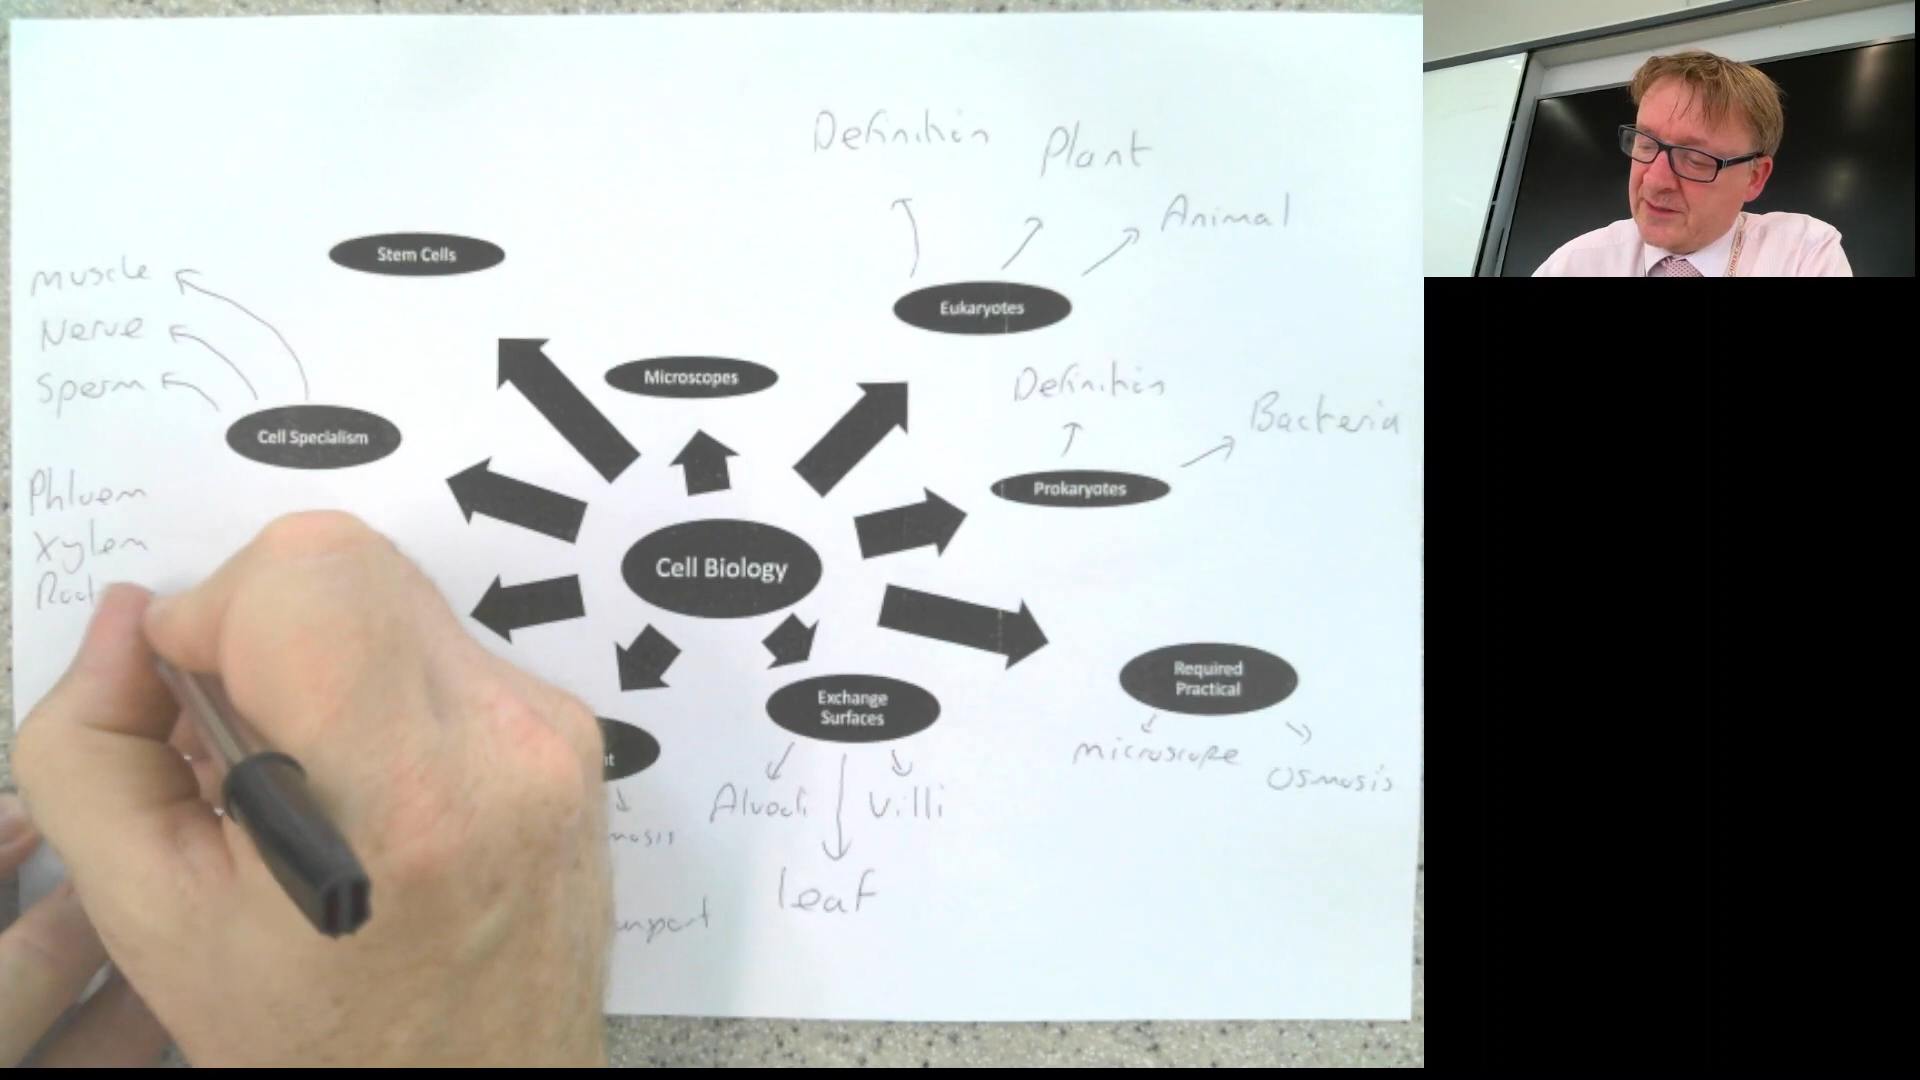 Definition
Plant
Animal
Stem Cells
muscle
Nerve
Sperm
Eukaryotes
Microscopes
Definition
Bacteria
Cell Specialism
Phloem
Xylem
Root
Prokaryotes
Cell Biology
Required
Practical
Exchange
Surfaces
microscope
Osmosis
Alveoli
Villi
leaf